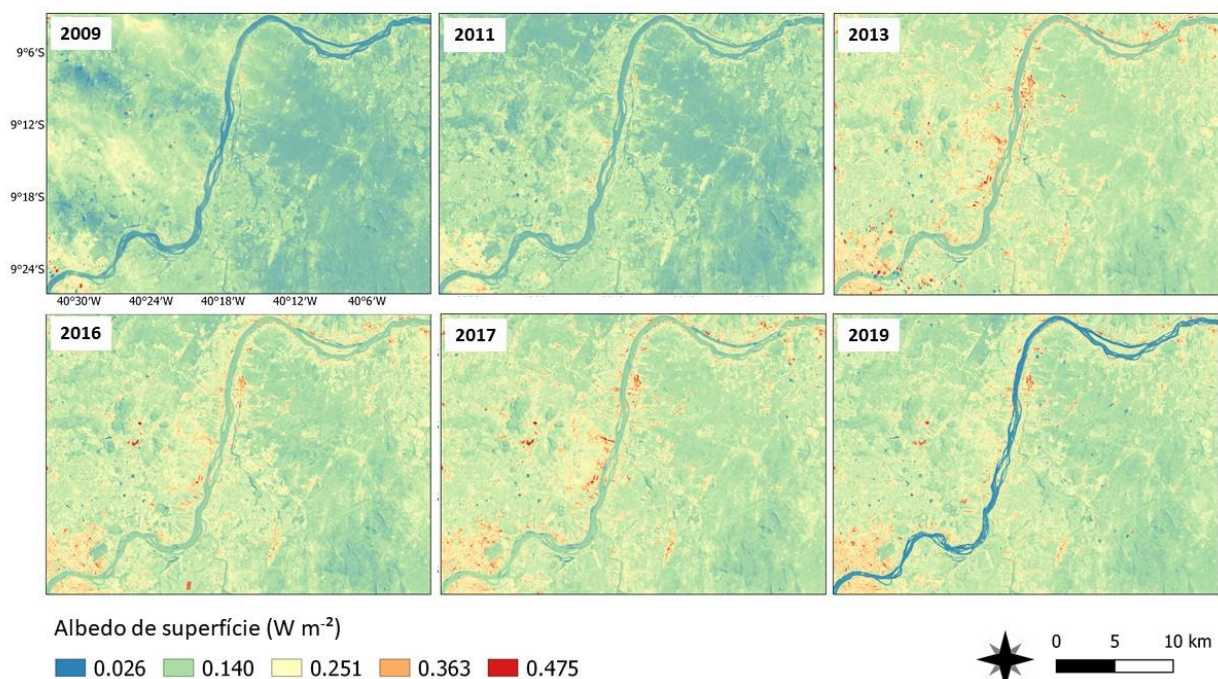 2009
2011
2013
9°6'S
9°12'S
9°18'S
9°24'S
40°30'W 40°24'W 40°18'W 40°12'W 40°6'W
2016
2017
2019
Albedo de superfície (W m⁻²)
0.026 0.140 0.251 0.363 0.475
0 5 10 km